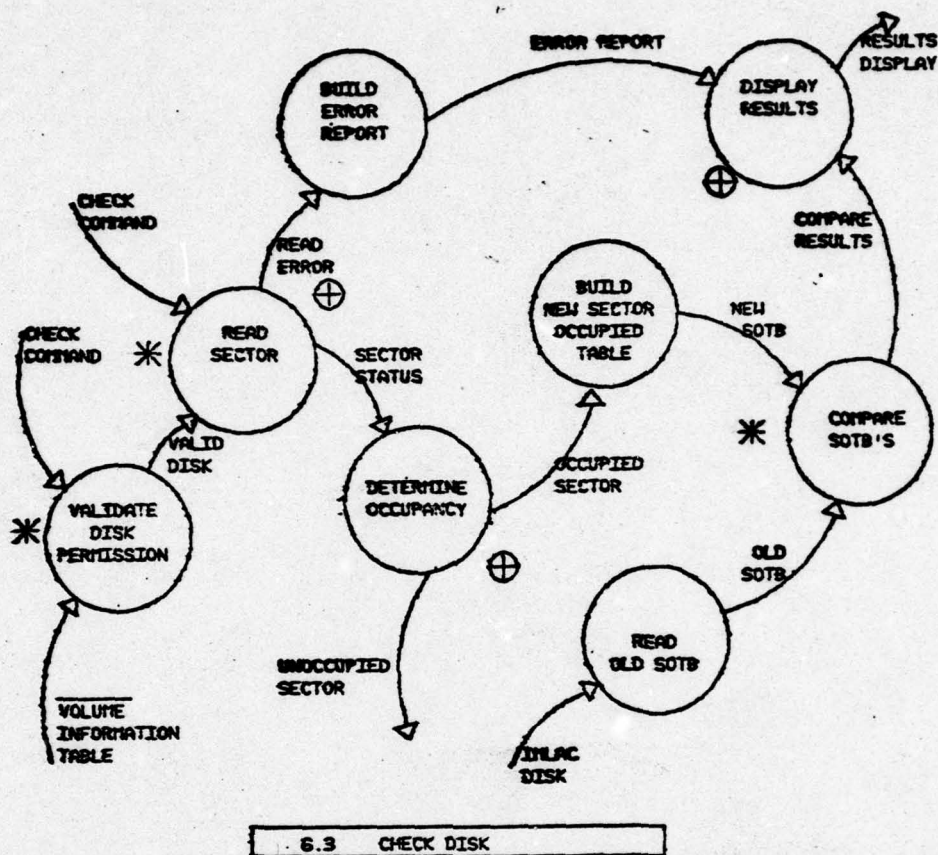 ERROR REPORT
RESULTS
DISPLAY
BUILD
ERROR
REPORT
DISPLAY
RESULTS
CHECK
COMMAND
READ
ERROR
COMPARE
RESULTS
CHECK
COMMAND
READ
SECTOR
SECTOR
STATUS
BUILD
NEW SECTOR
OCCUPIED
TABLE
NEW
SOTB
VALID
DISK
COMPARE
SOTB'S
VALIDATE
DISK
PERMISSION
DETERMINE
OCCUPANCY
OCCUPIED
SECTOR
OLD
SOTB
UNOCCUPIED
SECTOR
READ
OLD SOTB
VOLUME
INFORMATION
TABLE
IMLAC
DISK
6.3 CHECK DISK